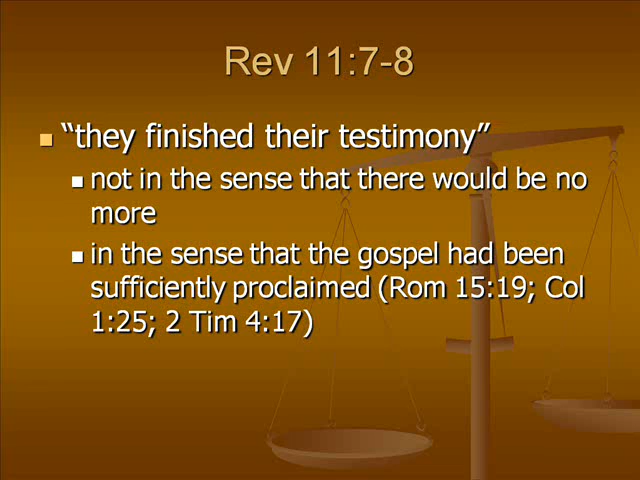 Rev 11:7-8
“they finished their testimony”
not in the sense that there would be no
more
in the sense that the gospel had been
sufficiently proclaimed (Rom 15:19; Col
1:25; 2 Tim 4:17)